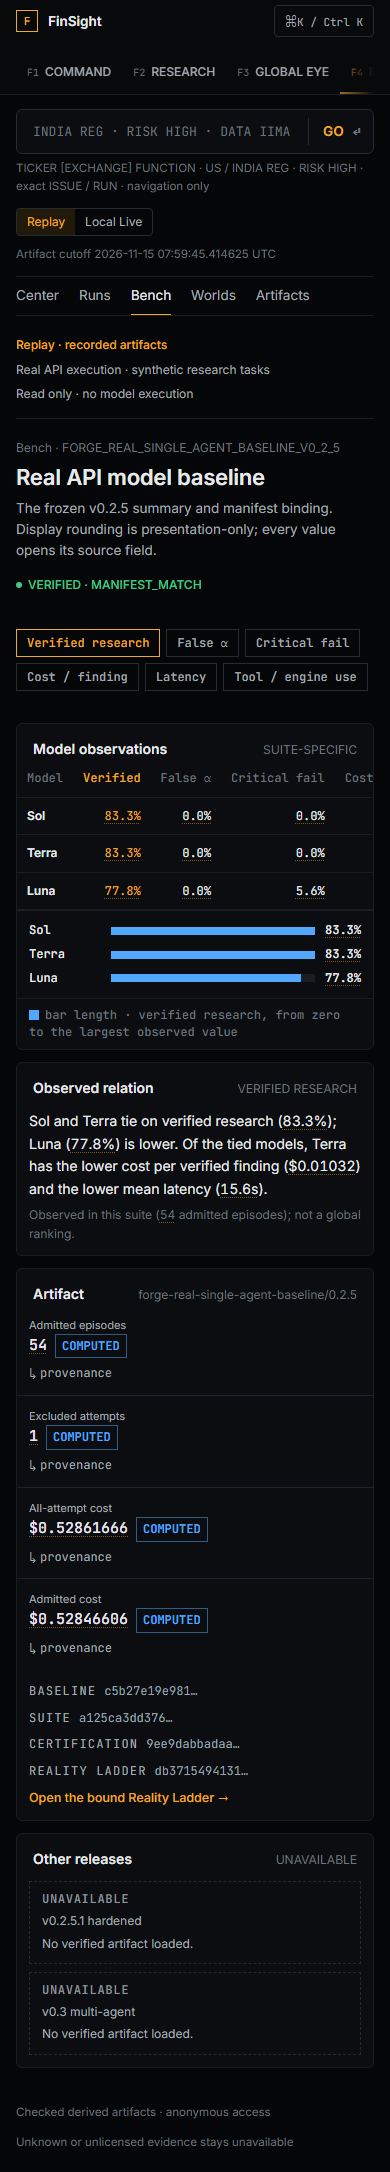 F FinSight ⌘K / Ctrl K
F1 COMMAND F2 RESEARCH F3 GLOBAL EYE F4
INDIA REG · RISK HIGH · DATA IIMA GO ⏎
TICKER [EXCHANGE] FUNCTION · US / INDIA REG · RISK HIGH ·
exact ISSUE / RUN · navigation only
Replay Local Live
Artifact cutoff 2026-11-15 07:59:45.414625 UTC
Center Runs Bench Worlds Artifacts
Replay · recorded artifacts
Real API execution · synthetic research tasks
Read only · no model execution
Bench · FORGE_REAL_SINGLE_AGENT_BASELINE_V0_2_5
Real API model baseline
The frozen v0.2.5 summary and manifest binding.
Display rounding is presentation-only; every value
opens its source field.
VERIFIED · MANIFEST_MATCH
Verified research False α Critical fail
Cost / finding Latency Tool / engine use
Model observations SUITE-SPECIFIC
Model Verified False α Critical fail Cost
Sol 83.3% 0.0% 0.0%
Terra 83.3% 0.0% 0.0%
Luna 77.8% 0.0% 5.6%
Sol 83.3%
Terra 83.3%
Luna 77.8%
bar length · verified research, from zero
to the largest observed value
Observed relation VERIFIED RESEARCH
Sol and Terra tie on verified research (83.3%);
Luna (77.8%) is lower. Of the tied models, Terra
has the lower cost per verified finding ($0.01032)
and the lower mean latency (15.6s).
Observed in this suite (54 admitted episodes); not a global
ranking.
Artifact forge-real-single-agent-baseline/0.2.5
Admitted episodes
54 COMPUTED
↳ provenance
Excluded attempts
1 COMPUTED
↳ provenance
All-attempt cost
$0.52861666 COMPUTED
↳ provenance
Admitted cost
$0.52846606 COMPUTED
↳ provenance
BASELINE c5b27e19e981…
SUITE a125ca3dd376…
CERTIFICATION 9ee9dabbadaa…
REALITY LADDER db3715494131…
Open the bound Reality Ladder →
Other releases UNAVAILABLE
UNAVAILABLE
v0.2.5.1 hardened
No verified artifact loaded.
UNAVAILABLE
v0.3 multi-agent
No verified artifact loaded.
Checked derived artifacts · anonymous access
Unknown or unlicensed evidence stays unavailable